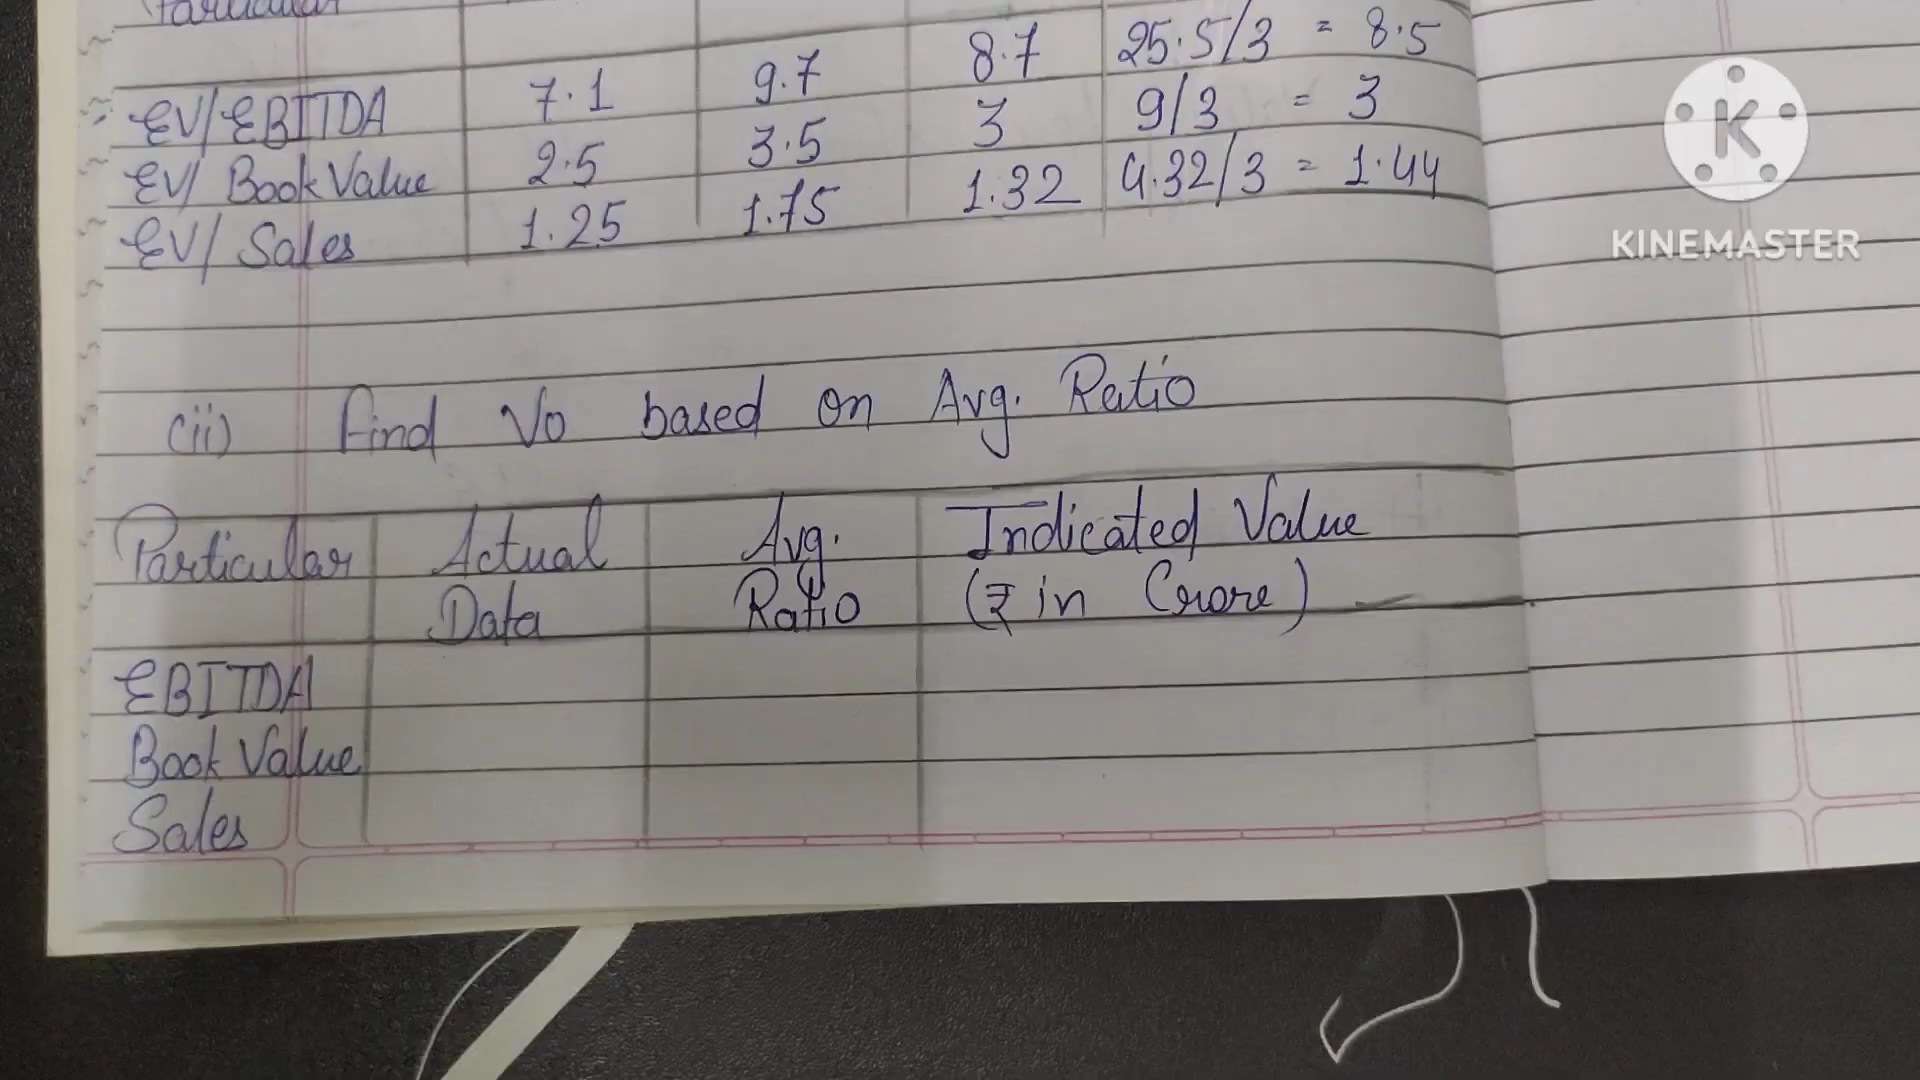 Particular
EV/EBITDA 7.1 9.7 8.7 25.5/3 = 8.5
EV/ Book Value 2.5 3.5 3 9/3 = 3
EV/ Sales 1.25 1.75 1.32 4.32/3 = 1.44
(ii) Find Vo based on Avg. Ratio
Particular Actual Avg. Indicated Value
Data Ratio (₹ in Crore)
EBITDA
Book Value
Sales
K
KINEMASTER